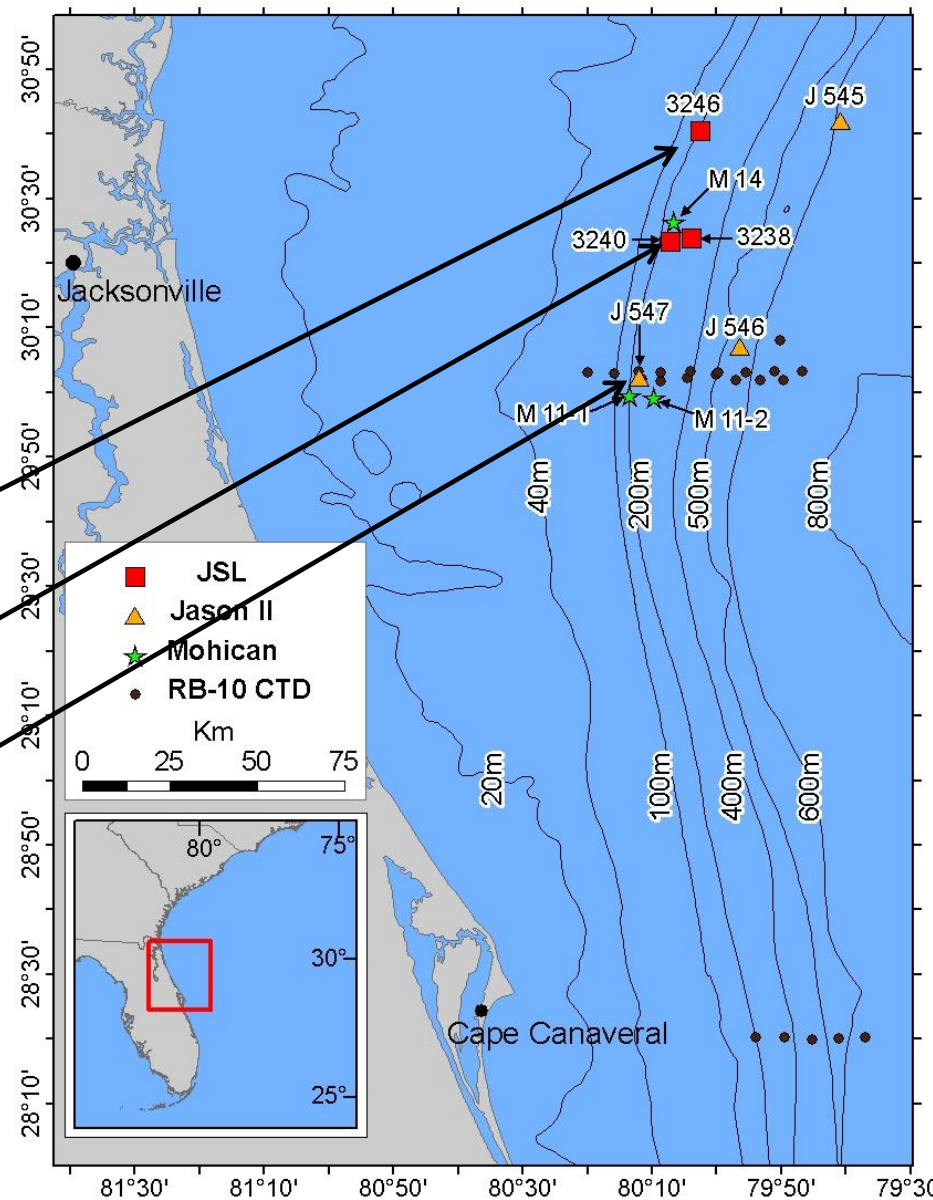 30°50'
30°30'
30°10'
29°50'
29°30'
29°10'
28°50'
28°30'
28°10'
3246
J 545
M 14
3240
3238
Jacksonville
J 547
J 546
M 11-1
M 11-2
40m
200m
500m
800m
20m
100m
400m
600m
JSL
Jason II
Mohican
RB-10 CTD
Km
0 25 50 75
80°
75°
30°
25°
Cape Canaveral
81°30'
81°10'
80°50'
80°30'
80°10'
79°50'
79°30